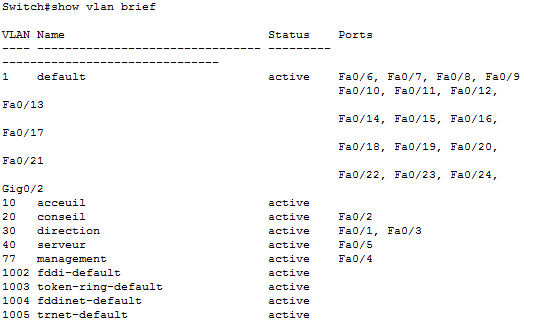 Switch#show vlan brief
VLAN Name                             Status    Ports
---- -------------------------------- ---------
-------------------------------
1    default                          active    Fa0/6, Fa0/7, Fa0/8, Fa0/9
                                                Fa0/10, Fa0/11, Fa0/12,
Fa0/13
                                                Fa0/14, Fa0/15, Fa0/16,
Fa0/17
                                                Fa0/18, Fa0/19, Fa0/20,
Fa0/21
                                                Fa0/22, Fa0/23, Fa0/24,
Gig0/2
10   acceuil                          active
20   conseil                          active    Fa0/2
30   direction                        active    Fa0/1, Fa0/3
40   serveur                          active    Fa0/5
77   management                       active    Fa0/4
1002 fddi-default                     active
1003 token-ring-default               active
1004 fddinet-default                  active
1005 trnet-default                    active